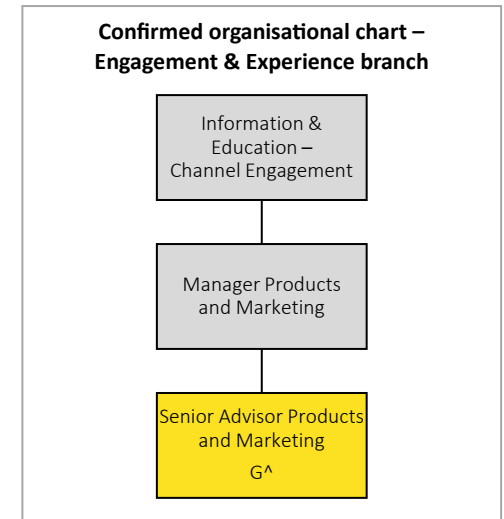 Confirmed organisational chart –
Engagement & Experience branch
Information &
Education –
Channel Engagement
Manager Products
and Marketing
Senior Advisor Products
and Marketing
G^